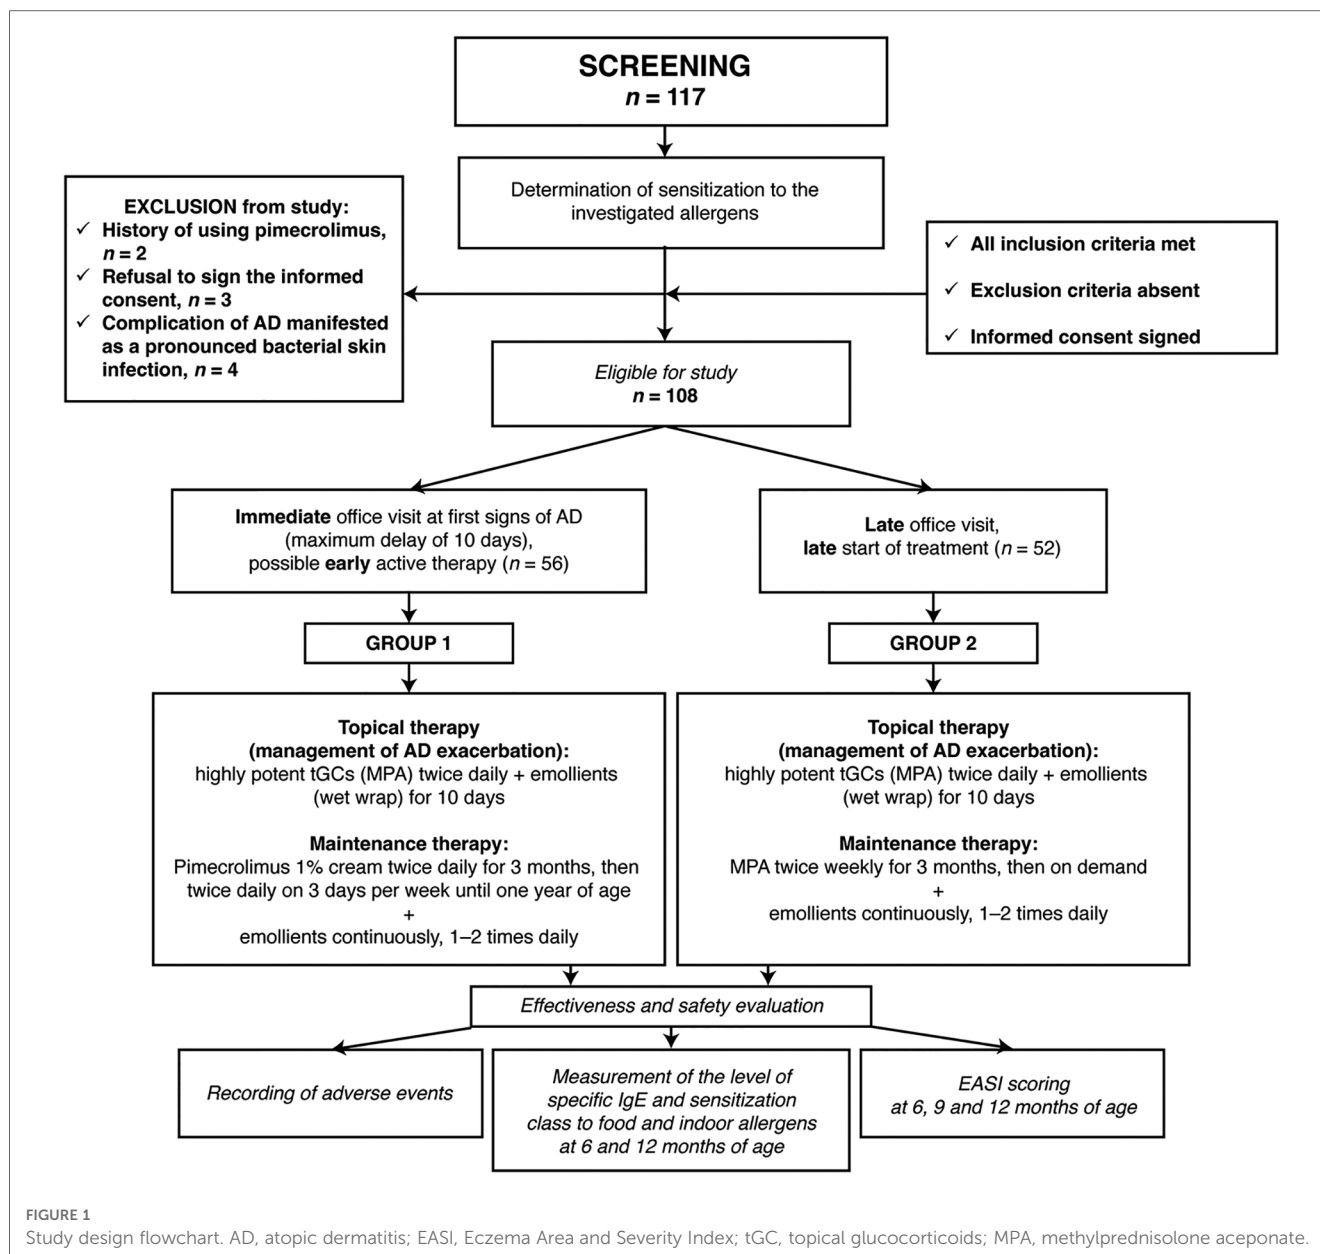 SCREENING
n = 117
Determination of sensitization to the
investigated allergens
EXCLUSION from study:
✓ History of using pimecrolimus,
n = 2
✓ Refusal to sign the informed
consent, n = 3
✓ Complication of AD manifested
as a pronounced bacterial skin
infection, n = 4
✓ All inclusion criteria met
✓ Exclusion criteria absent
✓ Informed consent signed
Eligible for study
n = 108
Immediate office visit at first signs of AD
(maximum delay of 10 days),
possible early active therapy (n = 56)
Late office visit,
late start of treatment (n = 52)
GROUP 1
GROUP 2
Topical therapy
(management of AD exacerbation):
highly potent tGCs (MPA) twice daily + emollients
(wet wrap) for 10 days
Maintenance therapy:
Pimecrolimus 1% cream twice daily for 3 months, then
twice daily on 3 days per week until one year of age
+
emollients continuously, 1–2 times daily
Topical therapy
(management of AD exacerbation):
highly potent tGCs (MPA) twice daily + emollients
(wet wrap) for 10 days
Maintenance therapy:
MPA twice weekly for 3 months, then on demand
+
emollients continuously, 1–2 times daily
Effectiveness and safety evaluation
Recording of adverse events
Measurement of the level of
specific IgE and sensitization
class to food and indoor allergens
at 6 and 12 months of age
EASI scoring
at 6, 9 and 12 months of age
FIGURE 1
Study design flowchart. AD, atopic dermatitis; EASI, Eczema Area and Severity Index; tGC, topical glucocorticoids; MPA, methylprednisolone aceponate.